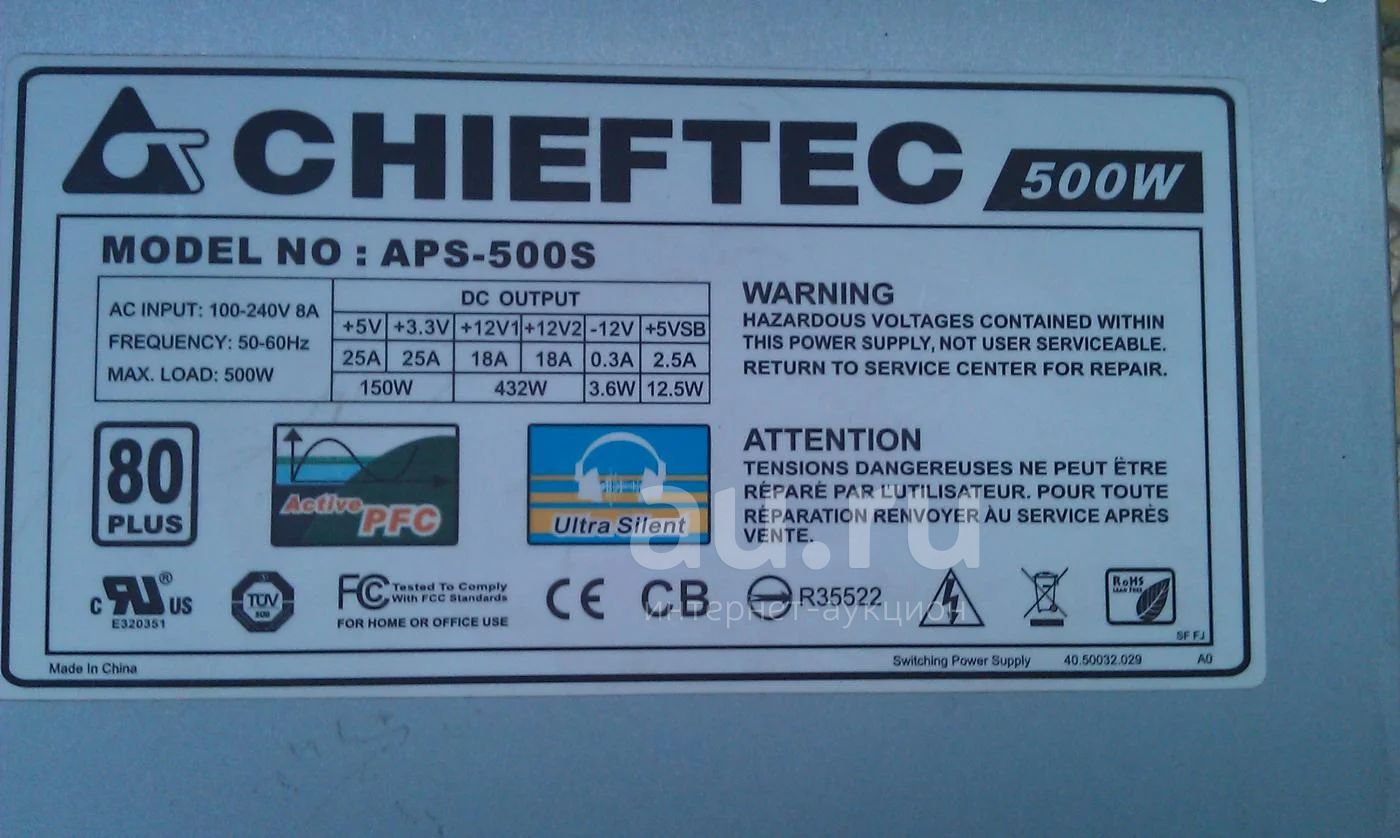 CHIEFTEC 500W
MODEL NO : APS-500S
AC INPUT: 100-240V 8A
FREQUENCY: 50-60Hz
MAX. LOAD: 500W
DC OUTPUT
+5V +3.3V +12V1 +12V2 -12V +5VSB
25A 25A 18A 18A 0.3A 2.5A
150W 432W 3.6W 12.5W
WARNING
HAZARDOUS VOLTAGES CONTAINED WITHIN
THIS POWER SUPPLY, NOT USER SERVICEABLE.
RETURN TO SERVICE CENTER FOR REPAIR.
80
PLUS
Active
PFC
Ultra Silent
ATTENTION
TENSIONS DANGEREUSES NE PEUT ÊTRE
RÉPARÉ PAR L'UTILISATEUR. POUR TOUTE
RÉPARATION RENVOYER ÀU SERVICE APRÈS
VENTE.
au.ru
интернет-аукцион
c RU ® US
E320351
TÜV
FC Tested To Comply
With FCC Standards
FOR HOME OR OFFICE USE
CE
CB
R35522
RoHS
LEAD FREE
SF FJ
Made In China
Switching Power Supply 40.50032.029 A0